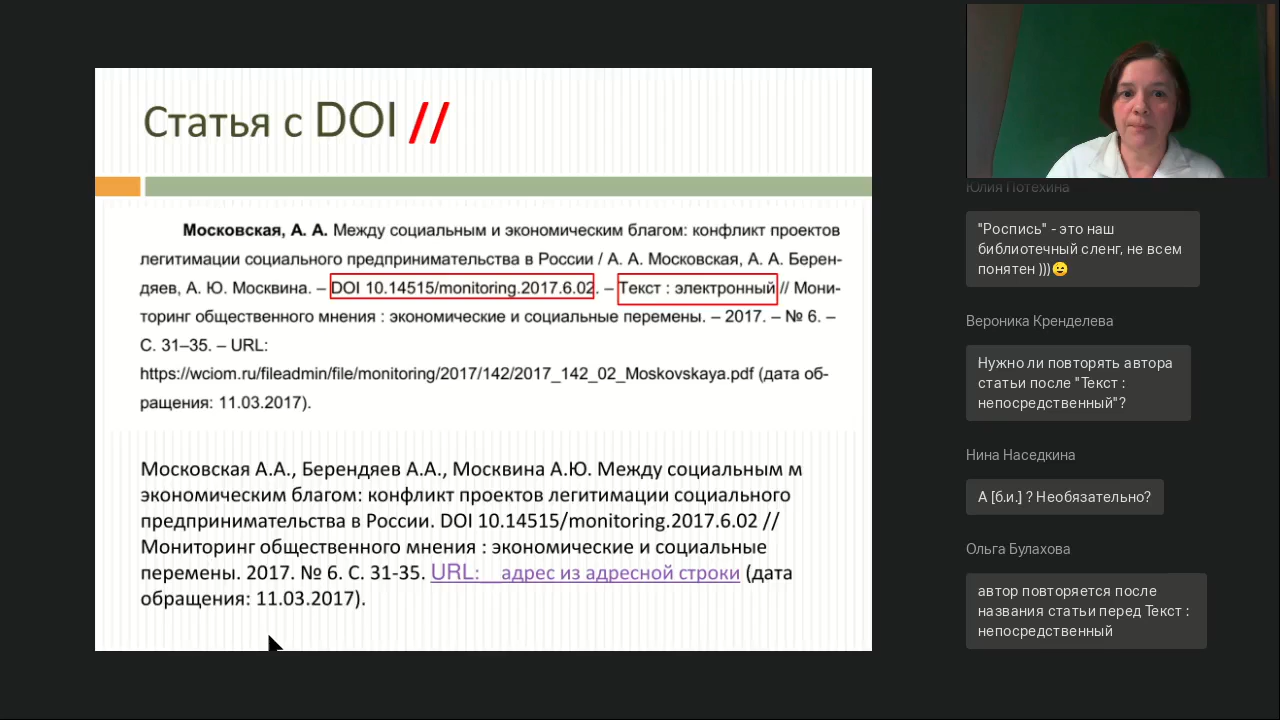 Статья с DOI //
Московская, А. А. Между социальным и экономическим благом: конфликт проектов
легитимации социального предпринимательства в России / А. А. Московская, А. А. Берен-
дяев, А. Ю. Москвина. – DOI 10.14515/monitoring.2017.6.02. – Текст : электронный // Мони-
торинг общественного мнения : экономические и социальные перемены. – 2017. – № 6. –
С. 31–35. – URL:
https://wciom.ru/fileadmin/file/monitoring/2017/142/2017_142_02_Moskovskaya.pdf (дата об-
ращения: 11.03.2017).
Московская А.А., Берендяев А.А., Москвина А.Ю. Между социальным м
экономическим благом: конфликт проектов легитимации социального
предпринимательства в России. DOI 10.14515/monitoring.2017.6.02 //
Мониторинг общественного мнения : экономические и социальные
перемены. 2017. № 6. С. 31-35. URL: адрес из адресной строки (дата
обращения: 11.03.2017).
Юлия Потехина
"Роспись" - это наш
библиотечный сленг, не всем
понятен )))😉
Вероника Кренделева
Нужно ли повторять автора
статьи после "Текст :
непосредственный"?
Нина Наседкина
А [б.и.] ? Необязательно?
Ольга Булахова
автор повторяется после
названия статьи перед Текст :
непосредственный